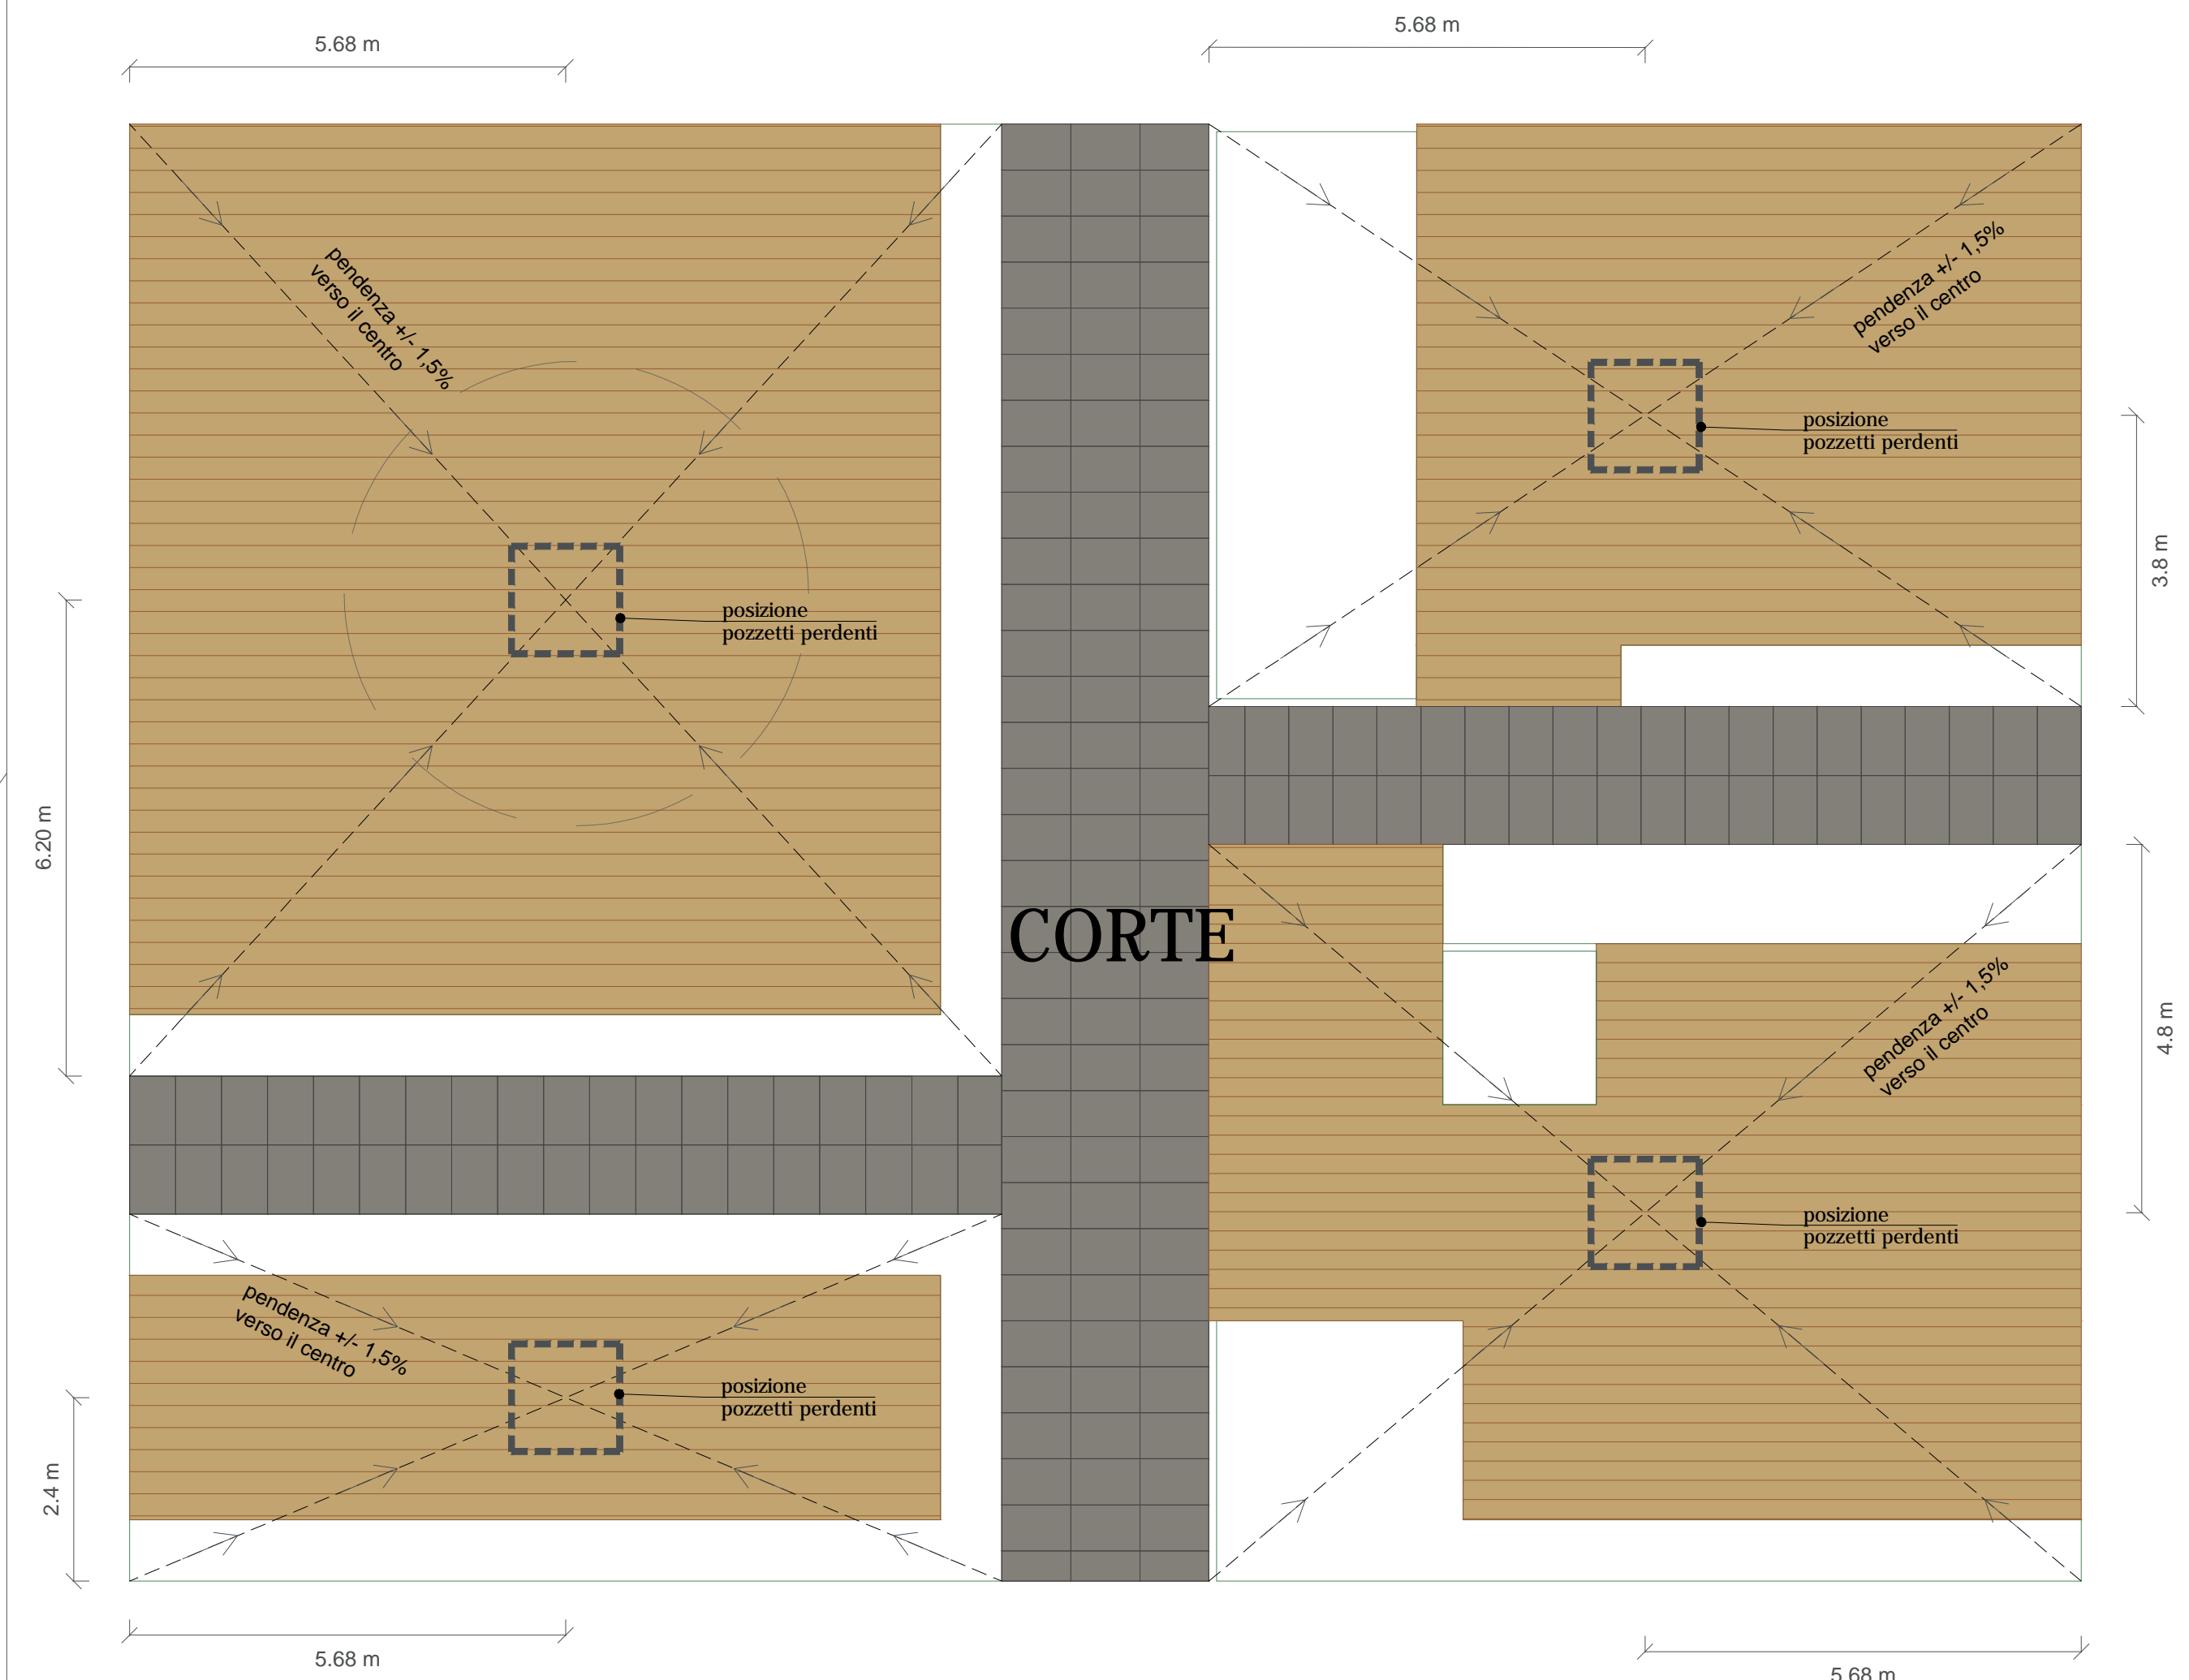 5.68 m
5.68 m
pendenza +/- 1,5%
verso il centro
pendenza +/- 1,5%
verso il centro
posizione
pozzetti perdenti
3.8 m
posizione
pozzetti perdenti
6.20 m
CORTE
pendenza +/- 1,5%
verso il centro
4.8 m
posizione
pozzetti perdenti
pendenza +/- 1,5%
verso il centro
posizione
pozzetti perdenti
2.4 m
5.68 m
5.68 m